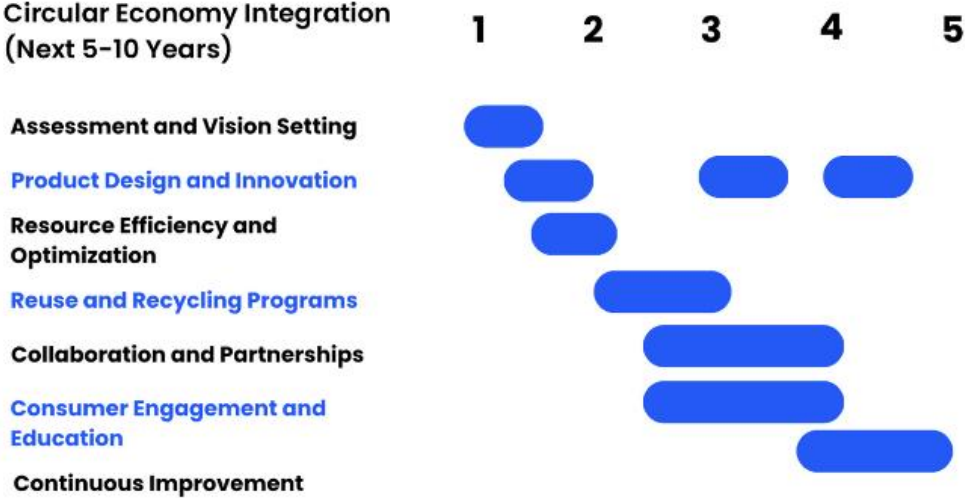 Circular Economy Integration
(Next 5-10 Years)
1 2 3 4 5
Assessment and Vision Setting
Product Design and Innovation
Resource Efficiency and
Optimization
Reuse and Recycling Programs
Collaboration and Partnerships
Consumer Engagement and
Education
Continuous Improvement